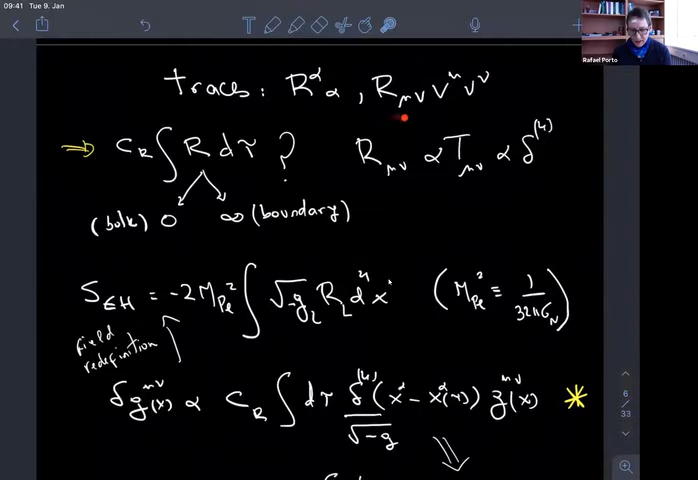 09:41 Tue 9. Jan
Rafael Porto
traces: R^α_α , R_μν v^μ v^ν
⇒ C_R ∫ R dτ ? R_μν ∝ T_μν ∝ δ^(4)
(bulk) 0 ∞ (boundary)
S_EH = -2 M_Pl^2 ∫ √-g R d^4x (M_Pl^2 ≡ 1/32πG_N)
field
redefinition
δg^μν(x) ∝ C_R ∫ dτ δ^(4)(x^α - x^α(τ))/√-g g^μν(x) *
6
/
33